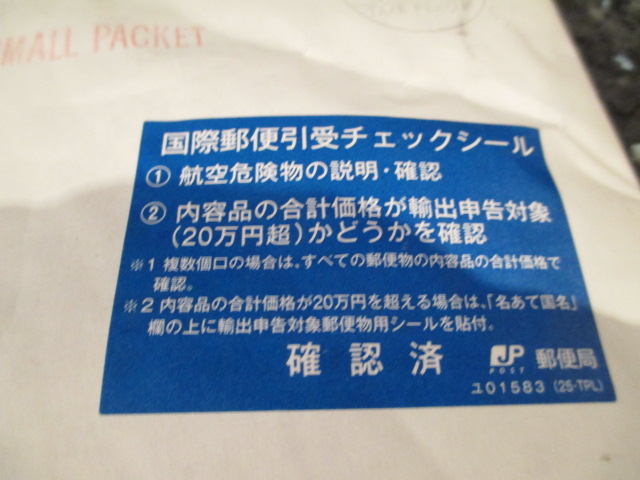 SMALL PACKET
国際郵便引受チェックシール
① 航空危険物の説明・確認
② 内容品の合計価格が輸出申告対象
(20万円超)かどうかを確認
※1 複数個口の場合は、すべての郵便物の内容品の合計価格で
確認。
※2 内容品の合計価格が20万円を超える場合は、「名あて国名」
欄の上に輸出申告対象郵便物用シールを貼付。
確認済 JP POST 郵便局
ユ01583 (25-TPL)